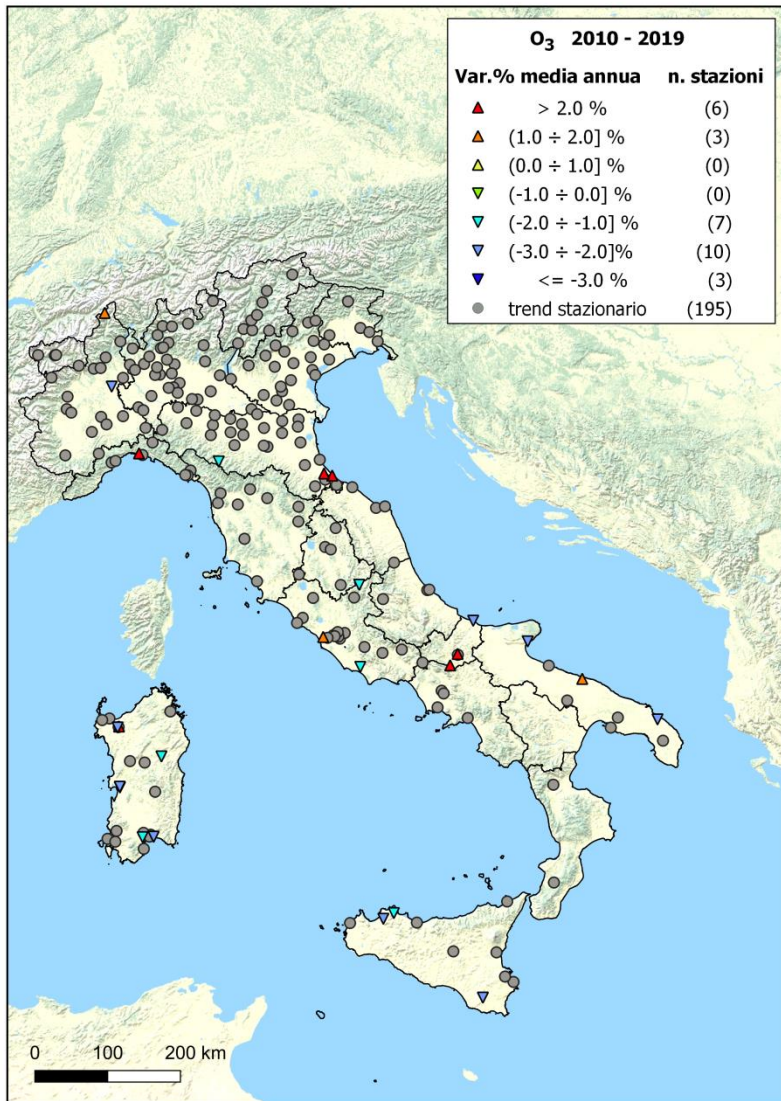 O₃ 2010 - 2019
Var.% media annua n. stazioni
> 2.0 % (6)
(1.0 ÷ 2.0] % (3)
(0.0 ÷ 1.0] % (0)
(-1.0 ÷ 0.0] % (0)
(-2.0 ÷ -1.0] % (7)
(-3.0 ÷ -2.0]% (10)
<= -3.0 % (3)
trend stazionario (195)
0 100 200 km